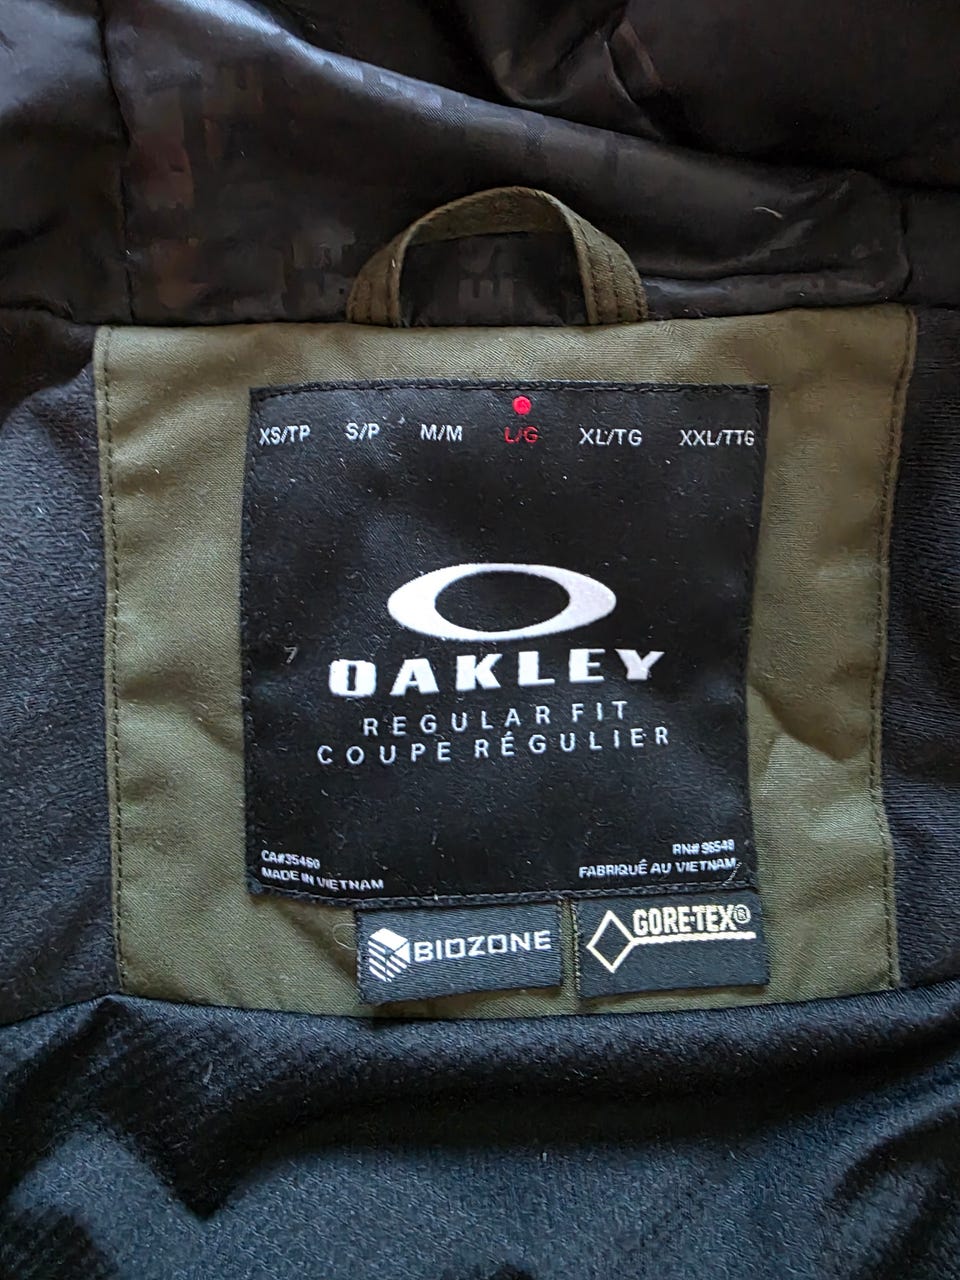 XS/TP S/P M/M L/G XL/TG XXL/TTG
OAKLEY
REGULAR FIT
COUPE RÉGULIER
CA#35460
MADE IN VIETNAM
RN# 96549
FABRIQUÉ AU VIETNAM
BIOZONE
GORE-TEX®